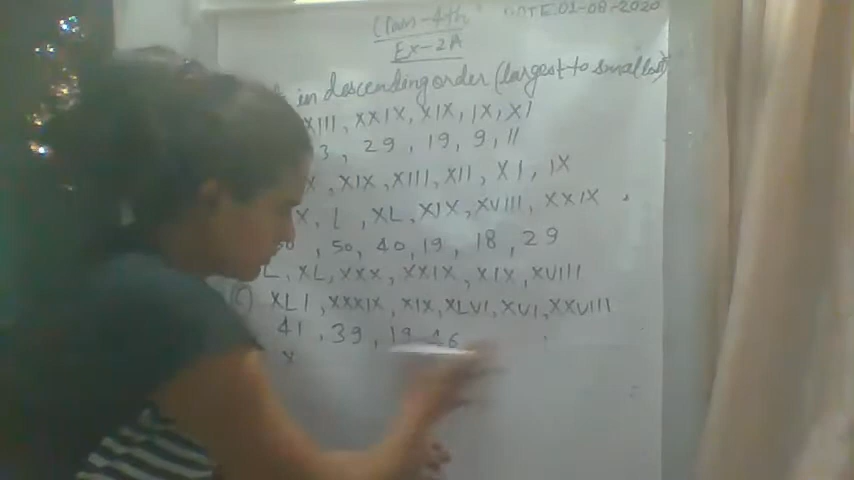 Class-4th DATE.01-08-2020
Ex-2A
in descending order (largest to smallest)
XIII, XXIX, XIX, IX, XI
3, 29, 19, 9, 11
X, XIX, XIII, XII, XI, IX
X, L, XL, XIX, XVIII, XXIX.
50, 40, 19, 18, 29
L, XL, XXX, XXIX, XIX, XVIII
(C) XLI, XXXIX, XIX, XLVI, XVI, XXVIII
41, 39, 19 46
X